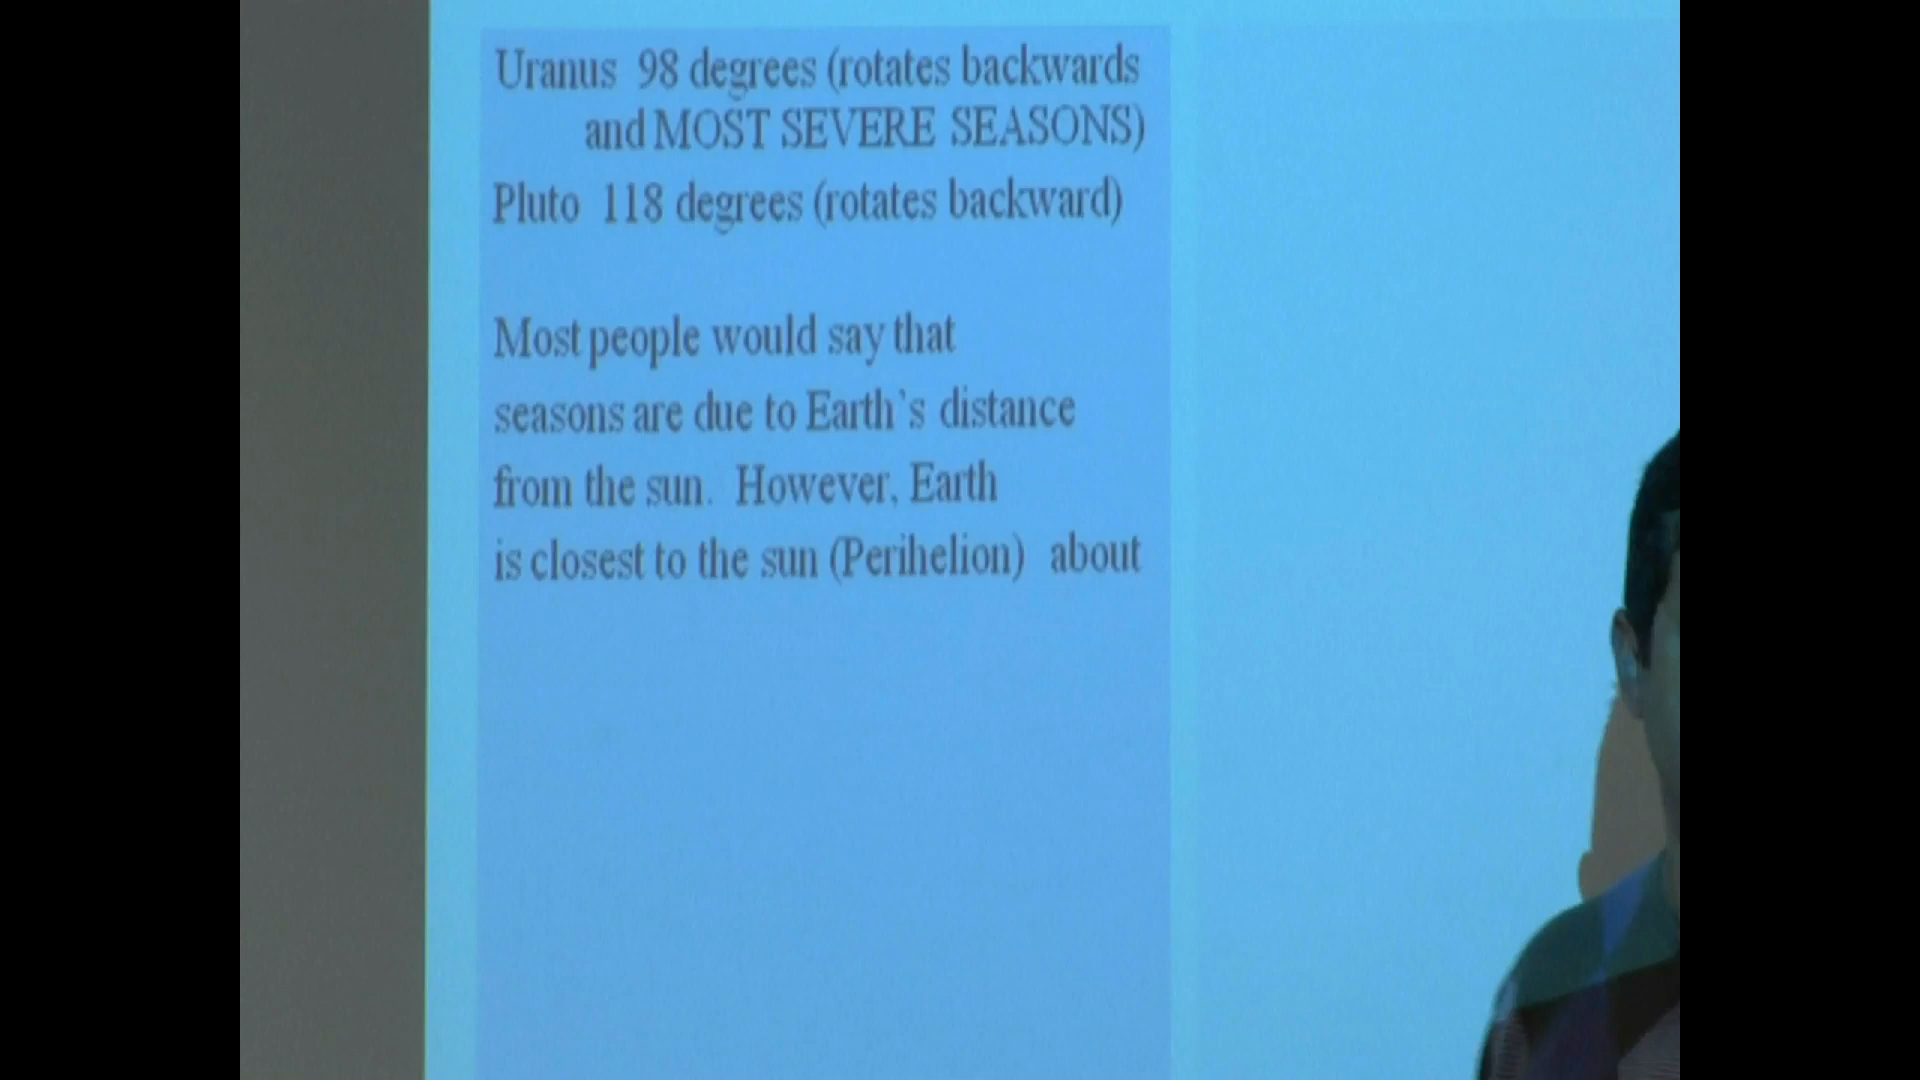 Uranus 98 degrees (rotates backwards
and MOST SEVERE SEASONS)
Pluto 118 degrees (rotates backward)
Most people would say that
seasons are due to Earth`s distance
from the sun. However, Earth
is closest to the sun (Perihelion) about